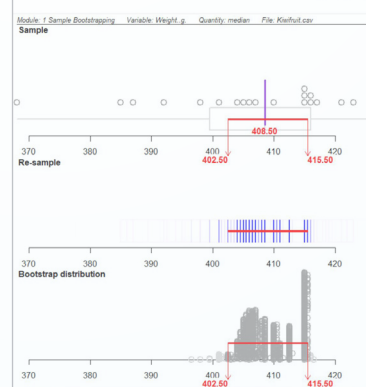 Module: 1 Sample Bootstrapping Variable: Weight..g. Quantity: median File: Kiwifruit.csv
Sample
408.50
370 380 390 400 410 420
402.50 415.50
Re-sample
370 380 390 400 410 420
Bootstrap distribution
370 380 390 400 410 420
402.50 415.50